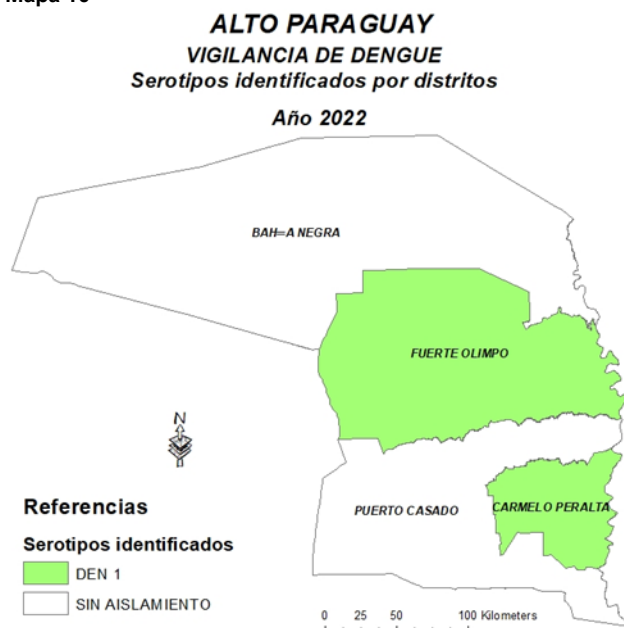 ALTO PARAGUAY
VIGILANCIA DE DENGUE
Serotipos identificados por distritos
Año 2022
BAH=A NEGRA
FUERTE OLIMPO
N
PUERTO CASADO
CARMELO PERALTA
Referencias
Serotipos identificados
DEN 1
SIN AISLAMIENTO
0 25 50 100 Kilometers